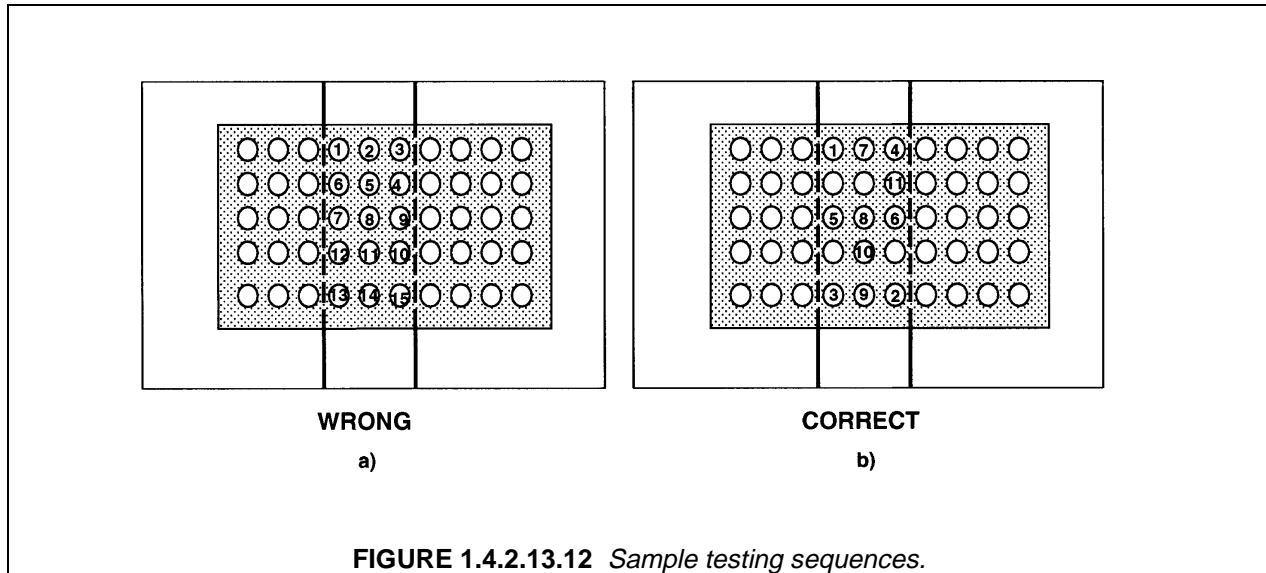 1 2 3
6 5 4
7 8 9
12 11 10
13 14 15
WRONG
a)
1 7 4
11
5 8 6
10
3 9 2
CORRECT
b)
FIGURE 1.4.2.13.12 Sample testing sequences.